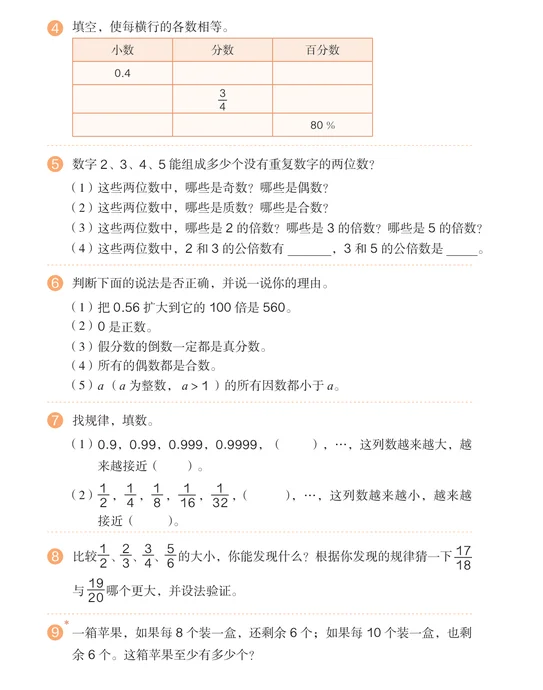 4 填空，使每横行的各数相等。
小数 分数 百分数
0.4
3/4
80 %
5 数字 2、3、4、5 能组成多少个没有重复数字的两位数？
（1）这些两位数中，哪些是奇数？哪些是偶数？
（2）这些两位数中，哪些是质数？哪些是合数？
（3）这些两位数中，哪些是 2 的倍数？哪些是 3 的倍数？哪些是 5 的倍数？
（4）这些两位数中，2 和 3 的公倍数有 ______，3 和 5 的公倍数是 _____。
6 判断下面的说法是否正确，并说一说你的理由。
（1）把 0.56 扩大到它的 100 倍是 560。
（2）0 是正数。
（3）假分数的倒数一定都是真分数。
（4）所有的偶数都是合数。
（5）a（a 为整数，a > 1）的所有因数都小于 a。
7 找规律，填数。
（1）0.9，0.99，0.999，0.9999，（ ），…，这列数越来越大，越
来越接近（ ）。
（2）1/2，1/4，1/8，1/16，1/32，（ ），…，这列数越来越小，越来越
接近（ ）。
8 比较1/2、2/3、3/4、5/6的大小，你能发现什么？根据你发现的规律猜一下17/18
与19/20哪个更大，并设法验证。
9* 一箱苹果，如果每 8 个装一盒，还剩余 6 个；如果每 10 个装一盒，也剩
余 6 个。这箱苹果至少有多少个？